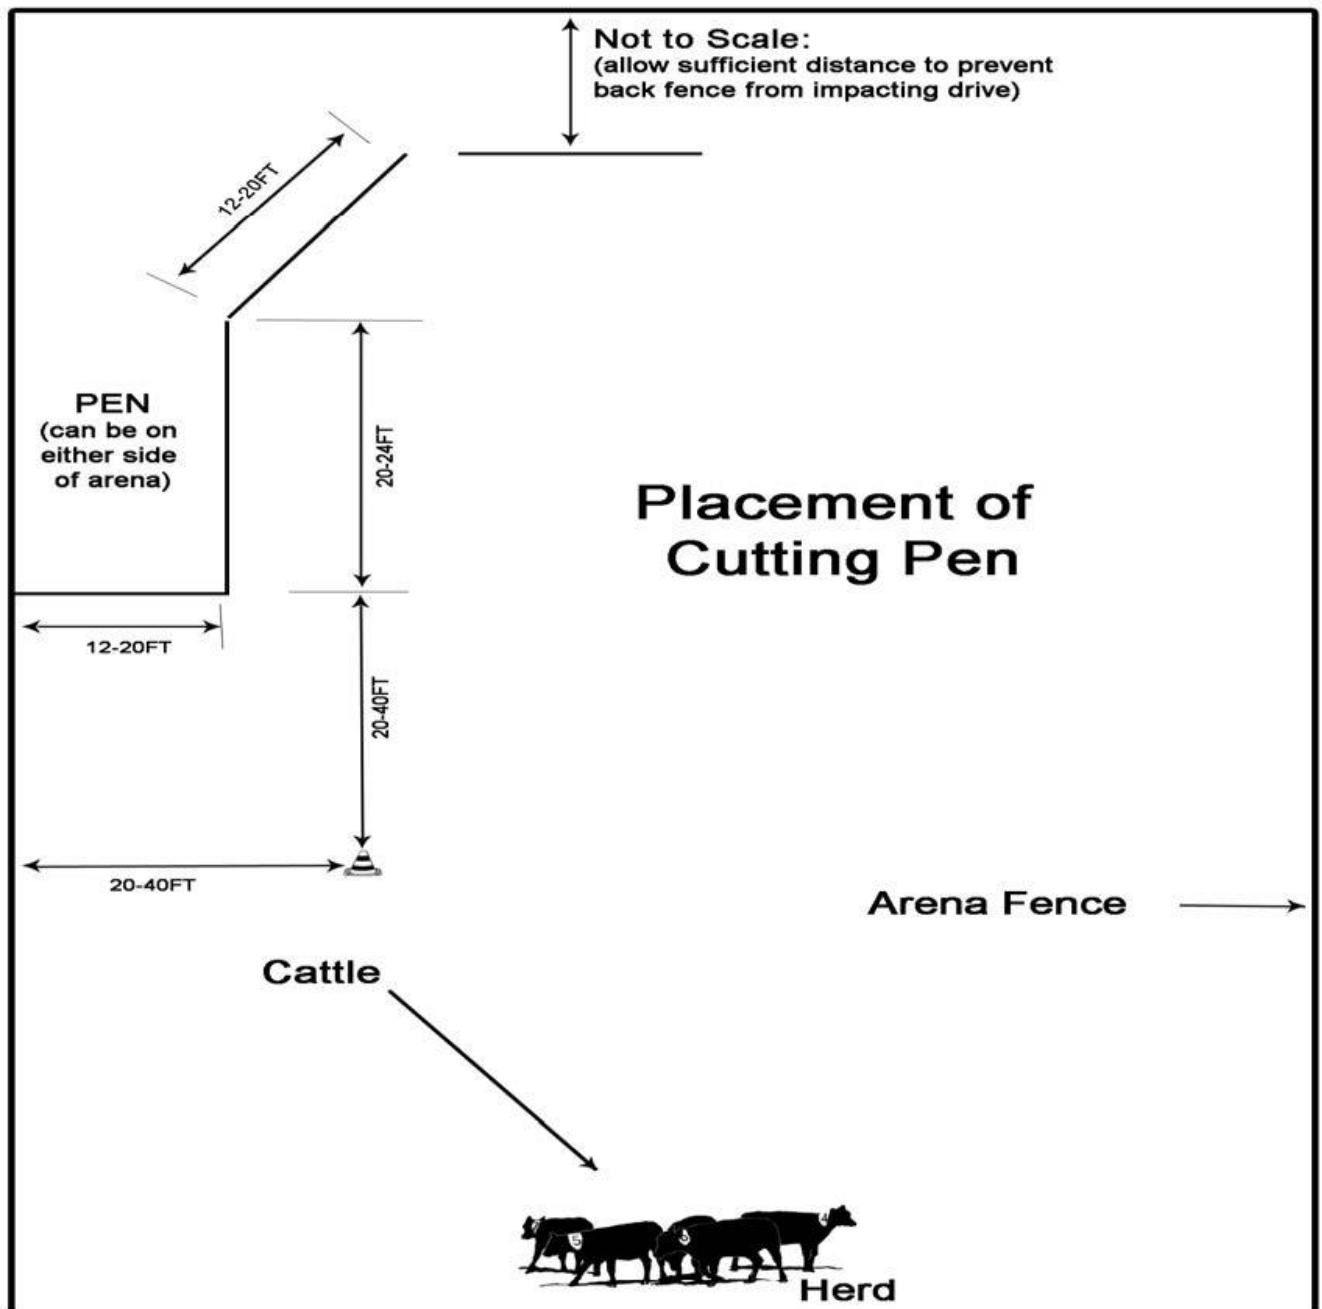 Not to Scale:
(allow sufficient distance to prevent
back fence from impacting drive)
12-20FT
PEN
(can be on
either side
of arena)
20-24FT
Placement of
Cutting Pen
12-20FT
20-40FT
20-40FT
Arena Fence
Cattle
5
4
Herd